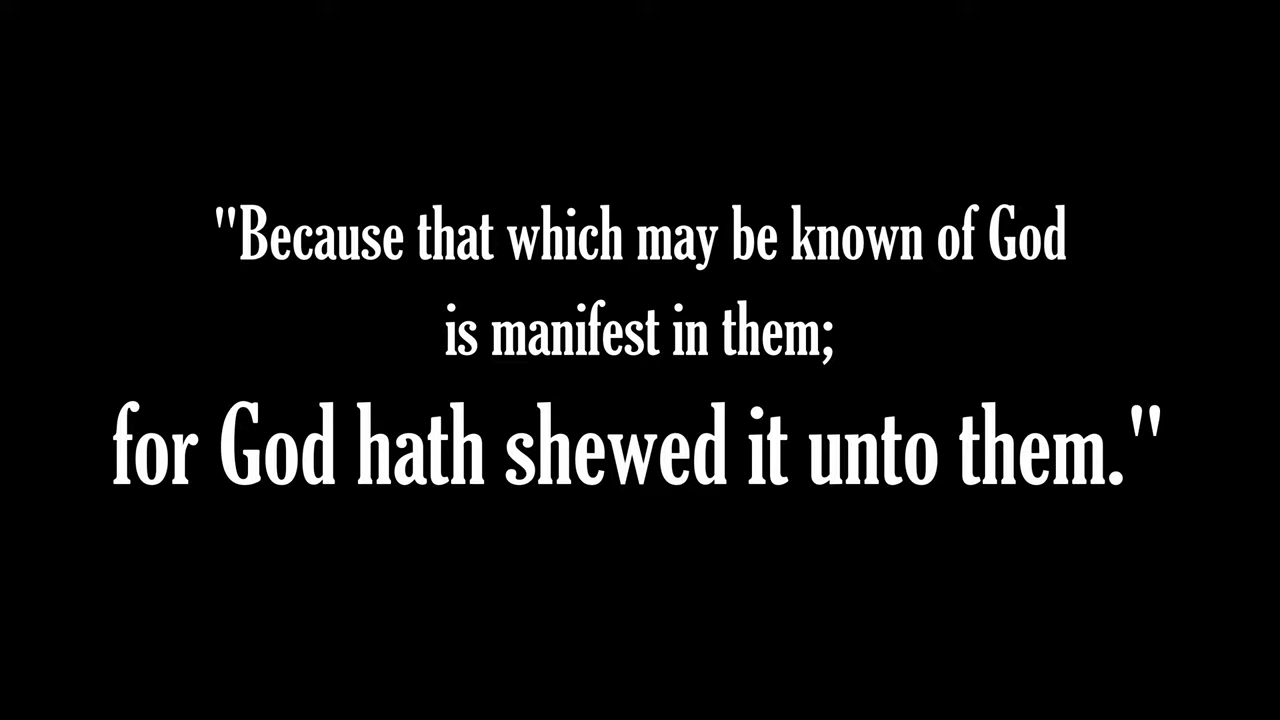 "Because that which may be known of God
is manifest in them;
for God hath shewed it unto them."